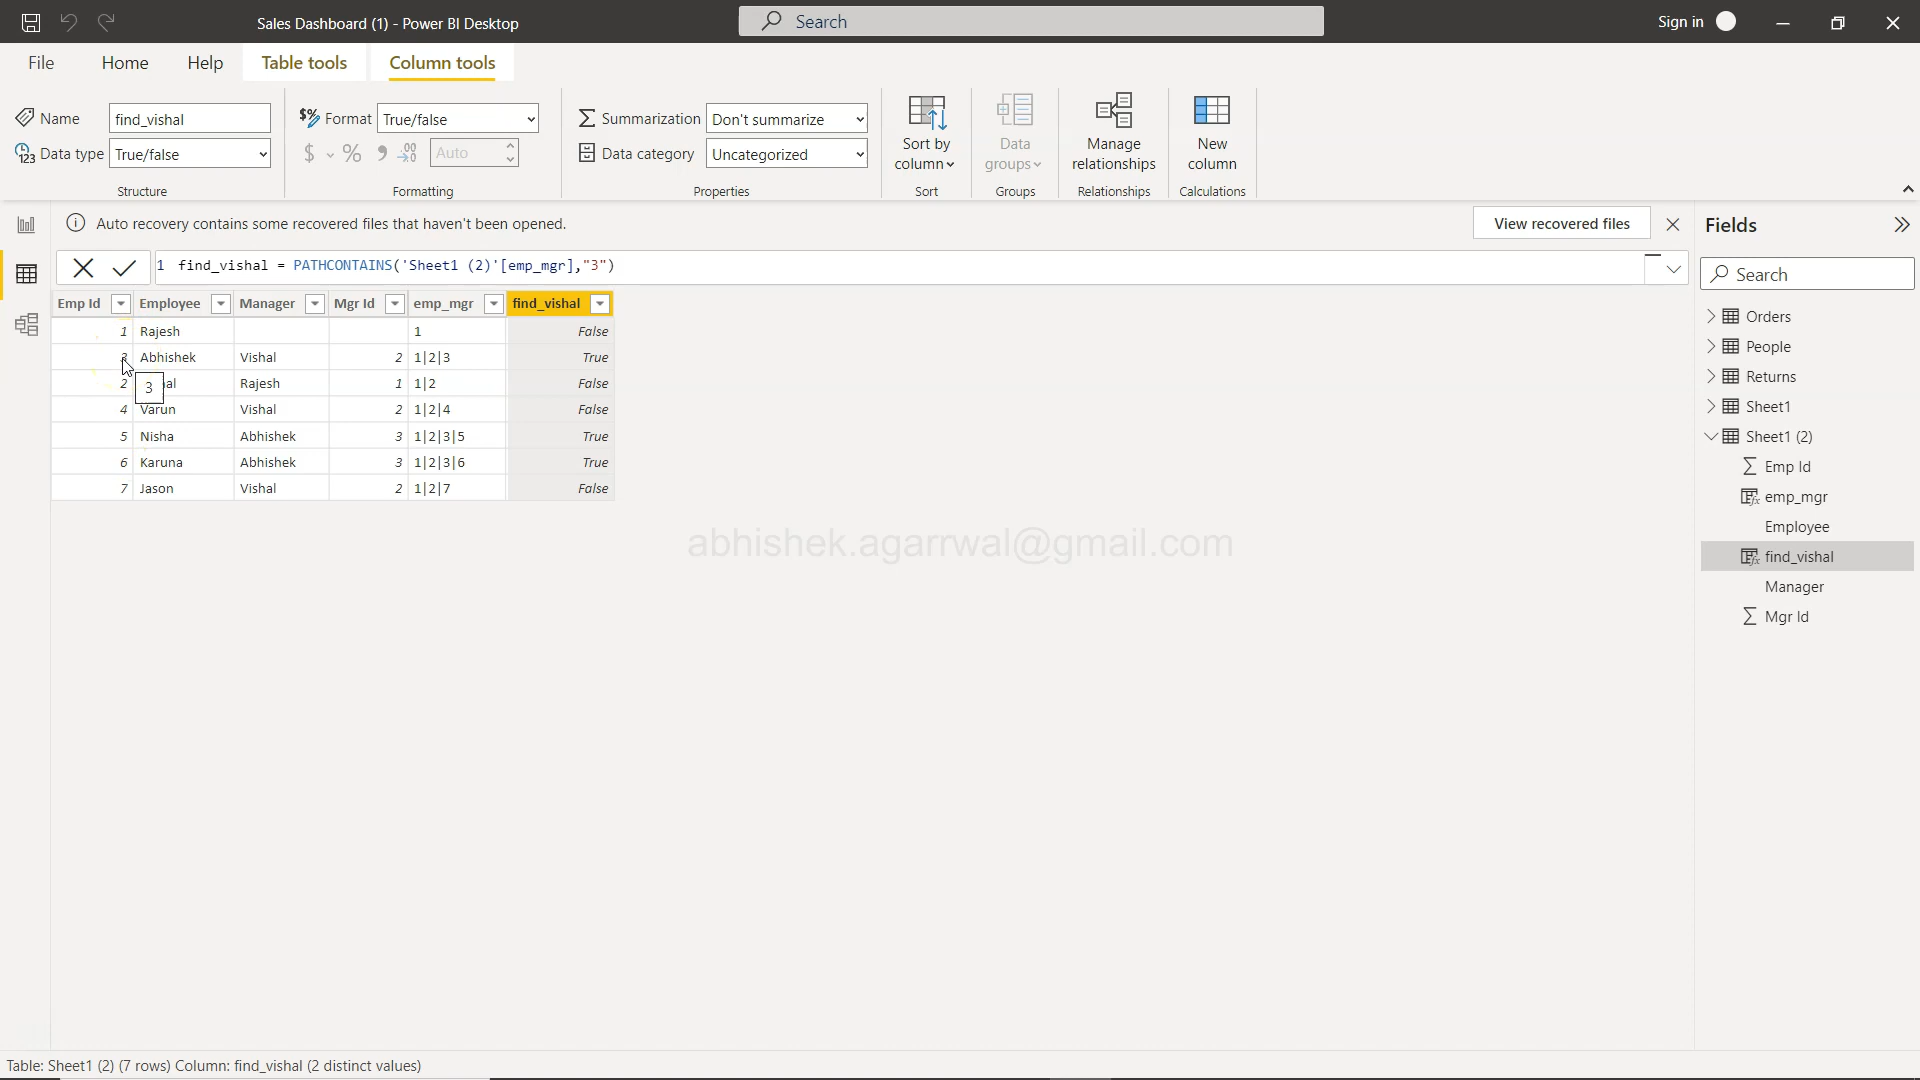 Sales Dashboard (1) - Power BI Desktop
Search
Sign in
File Home Help Table tools Column tools
Name find_vishal
Data type True/false
Structure
Format True/false
$ % 9 .00 Auto
Formatting
Summarization Don't summarize
Data category Uncategorized
Properties
Sort by
column
Sort
Data
groups
Groups
Manage
relationships
Relationships
New
column
Calculations
Auto recovery contains some recovered files that haven't been opened.
View recovered files
1 find_vishal = PATHCONTAINS('Sheet1 (2)'[emp_mgr],"3")
Emp Id Employee Manager Mgr Id emp_mgr find_vishal
1 Rajesh 1 False
3 Abhishek Vishal 2 1|2|3 True
2 al Rajesh 1 1|2 False
3
4 Varun Vishal 2 1|2|4 False
5 Nisha Abhishek 3 1|2|3|5 True
6 Karuna Abhishek 3 1|2|3|6 True
7 Jason Vishal 2 1|2|7 False
abhishek.agarrwal@gmail.com
Fields
Search
Orders
People
Returns
Sheet1
Sheet1 (2)
Emp Id
emp_mgr
Employee
find_vishal
Manager
Mgr Id
Table: Sheet1 (2) (7 rows) Column: find_vishal (2 distinct values)